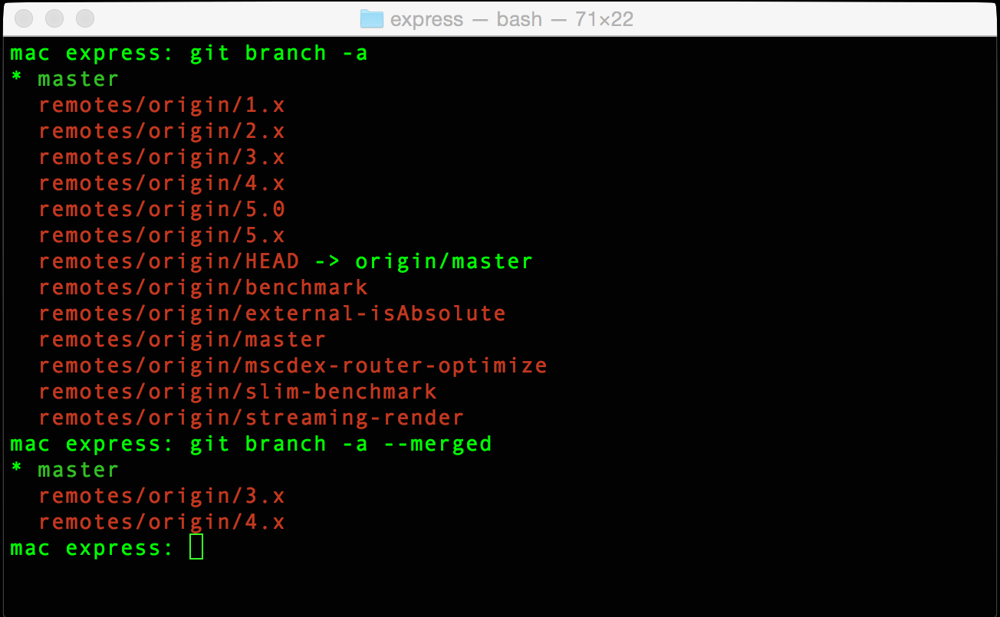 express — bash — 71×22
mac express: git branch -a
* master
  remotes/origin/1.x
  remotes/origin/2.x
  remotes/origin/3.x
  remotes/origin/4.x
  remotes/origin/5.0
  remotes/origin/5.x
  remotes/origin/HEAD -> origin/master
  remotes/origin/benchmark
  remotes/origin/external-isAbsolute
  remotes/origin/master
  remotes/origin/mscdex-router-optimize
  remotes/origin/slim-benchmark
  remotes/origin/streaming-render
mac express: git branch -a --merged
* master
  remotes/origin/3.x
  remotes/origin/4.x
mac express: